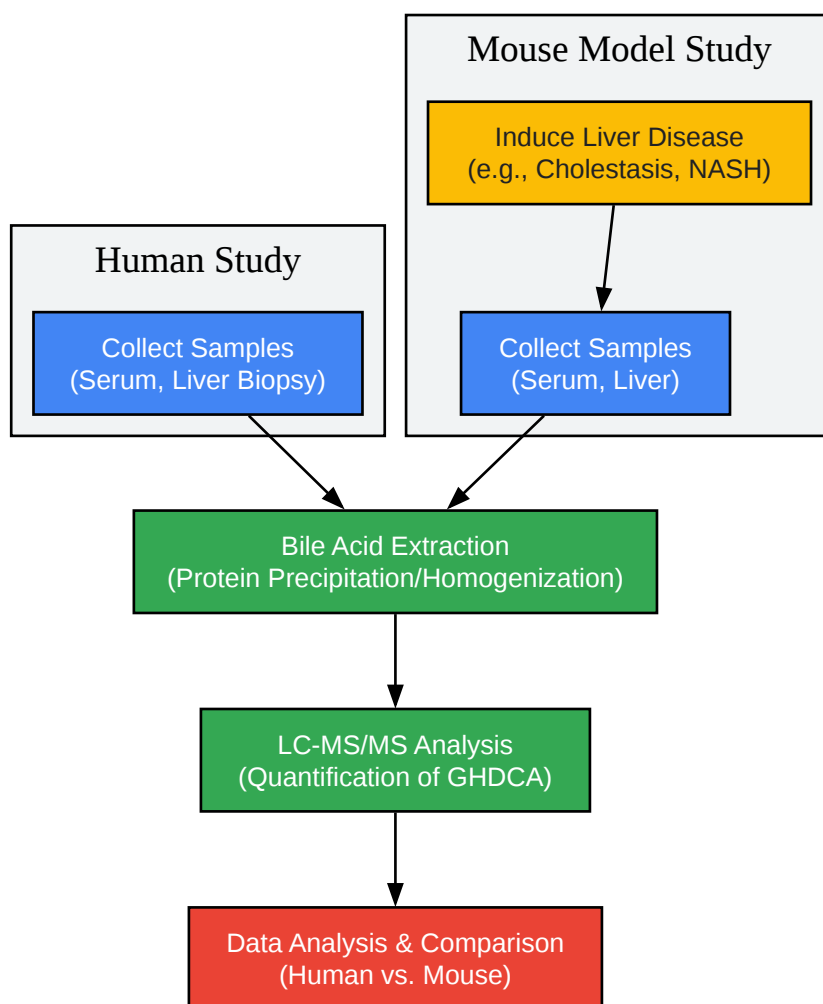 Mouse Model Study
Induce Liver Disease
(e.g., Cholestasis, NASH)
Human Study
Collect Samples
(Serum, Liver Biopsy)
Collect Samples
(Serum, Liver)
Bile Acid Extraction
(Protein Precipitation/Homogenization)
LC-MS/MS Analysis
(Quantification of GHDCA)
Data Analysis & Comparison
(Human vs. Mouse)